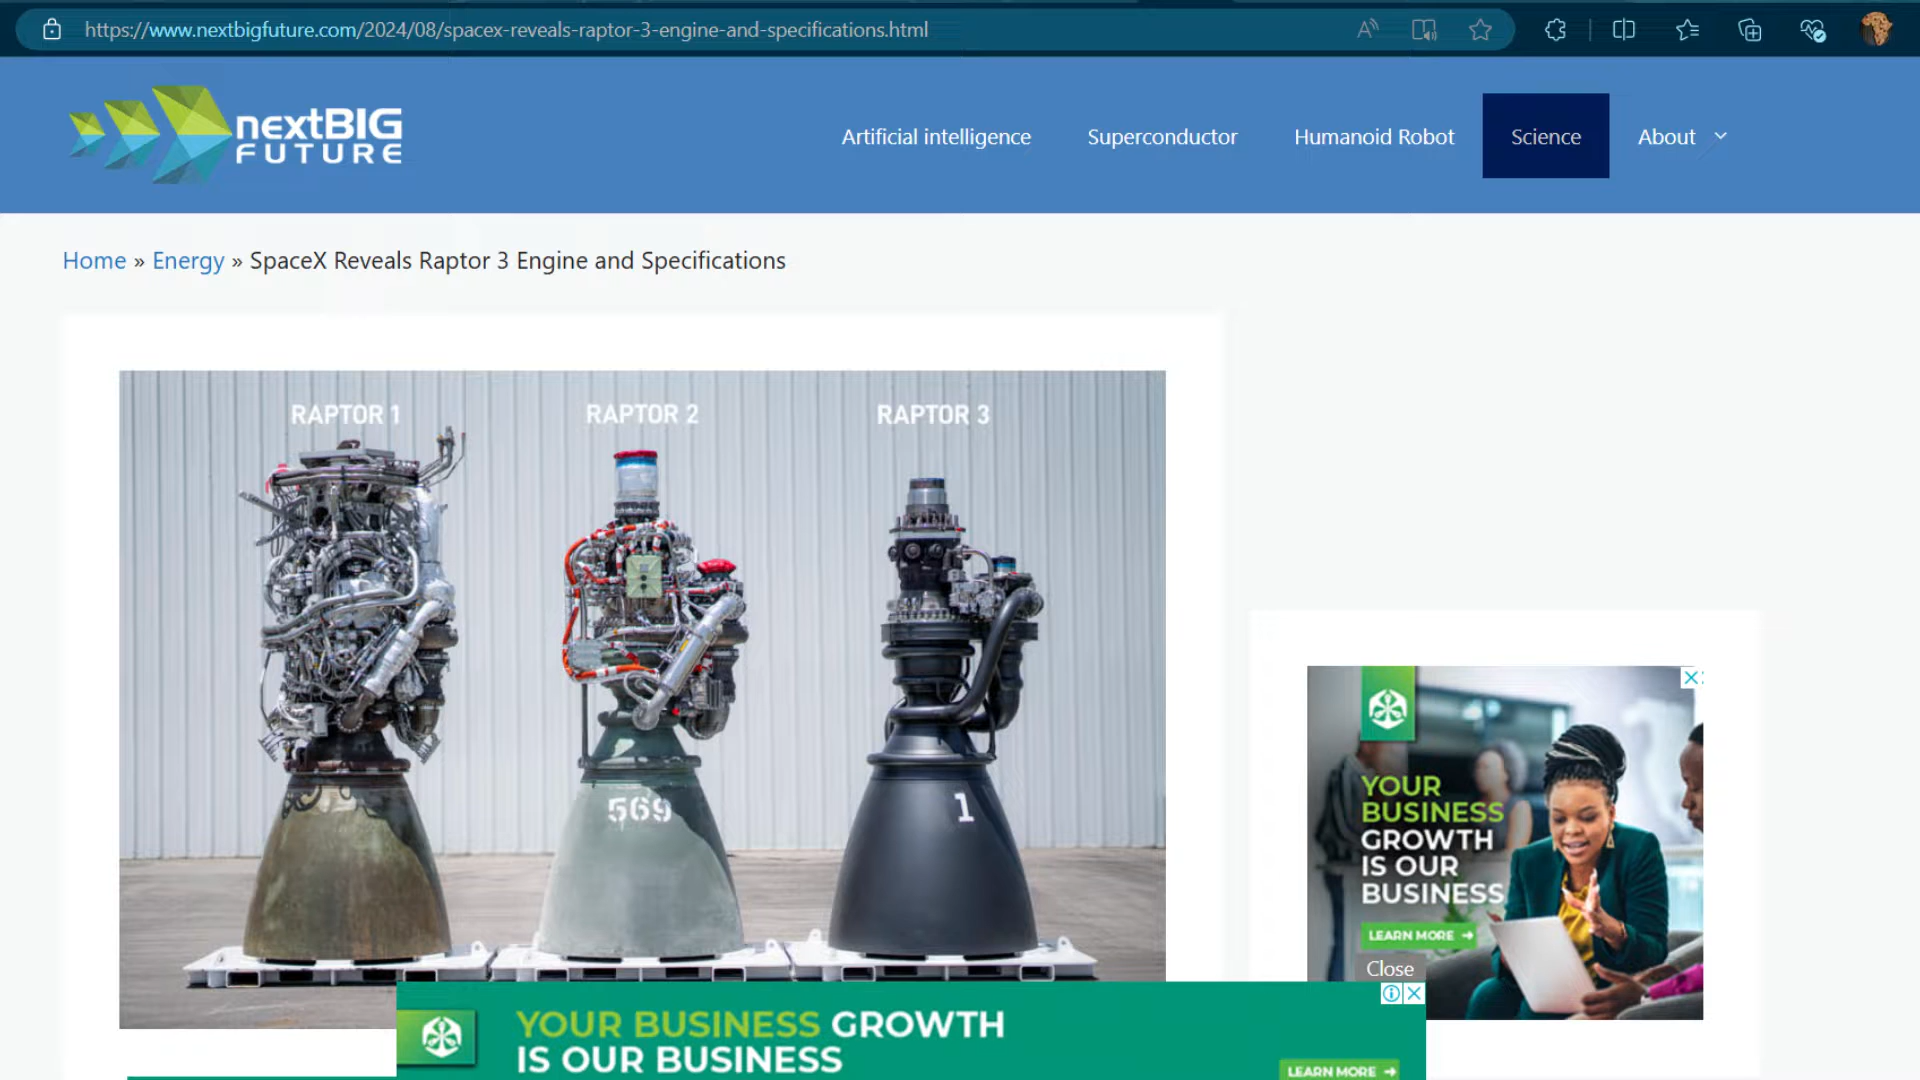 https://www.nextbigfuture.com/2024/08/spacex-reveals-raptor-3-engine-and-specifications.html
nextBIG
FUTURE
Artificial intelligence
Superconductor
Humanoid Robot
Science
About
Home » Energy » SpaceX Reveals Raptor 3 Engine and Specifications
RAPTOR 1
RAPTOR 2
RAPTOR 3
569
1
YOUR
BUSINESS
GROWTH
IS OUR
BUSINESS
LEARN MORE →
Close
YOUR BUSINESS GROWTH
IS OUR BUSINESS
LEARN MORE →